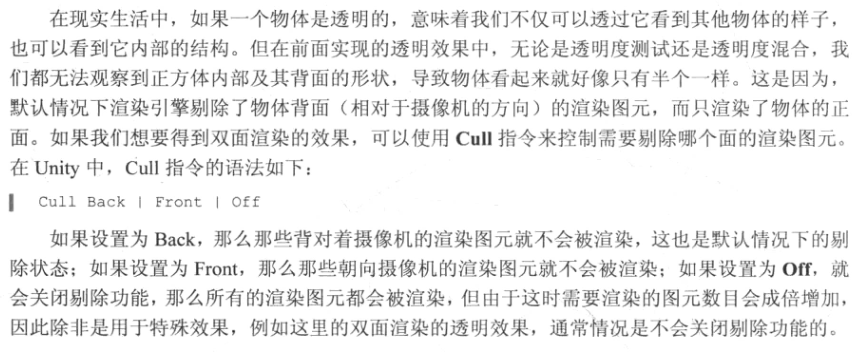 在现实生活中，如果一个物体是透明的，意味着我们不仅可以透过它看到其他物体的样子，
也可以看到它内部的结构。但在前面实现的透明效果中，无论是透明度测试还是透明度混合，我
们都无法观察到正方体内部及其背面的形状，导致物体看起来就好像只有半个一样。这是因为，
默认情况下渲染引擎剔除了物体背面（相对于摄像机的方向）的渲染图元，而只渲染了物体的正
面。如果我们想要得到双面渲染的效果，可以使用 Cull 指令来控制需要剔除哪个面的渲染图元。
在 Unity 中，Cull 指令的语法如下：
Cull Back | Front | Off
如果设置为 Back，那么那些背对着摄像机的渲染图元就不会被渲染，这也是默认情况下的剔
除状态；如果设置为 Front，那么那些朝向摄像机的渲染图元就不会被渲染；如果设置为 Off，就
会关闭剔除功能，那么所有的渲染图元都会被渲染，但由于这时需要渲染的图元数目会成倍增加，
因此除非是用于特殊效果，例如这里的双面渲染的透明效果，通常情况是不会关闭剔除功能的。